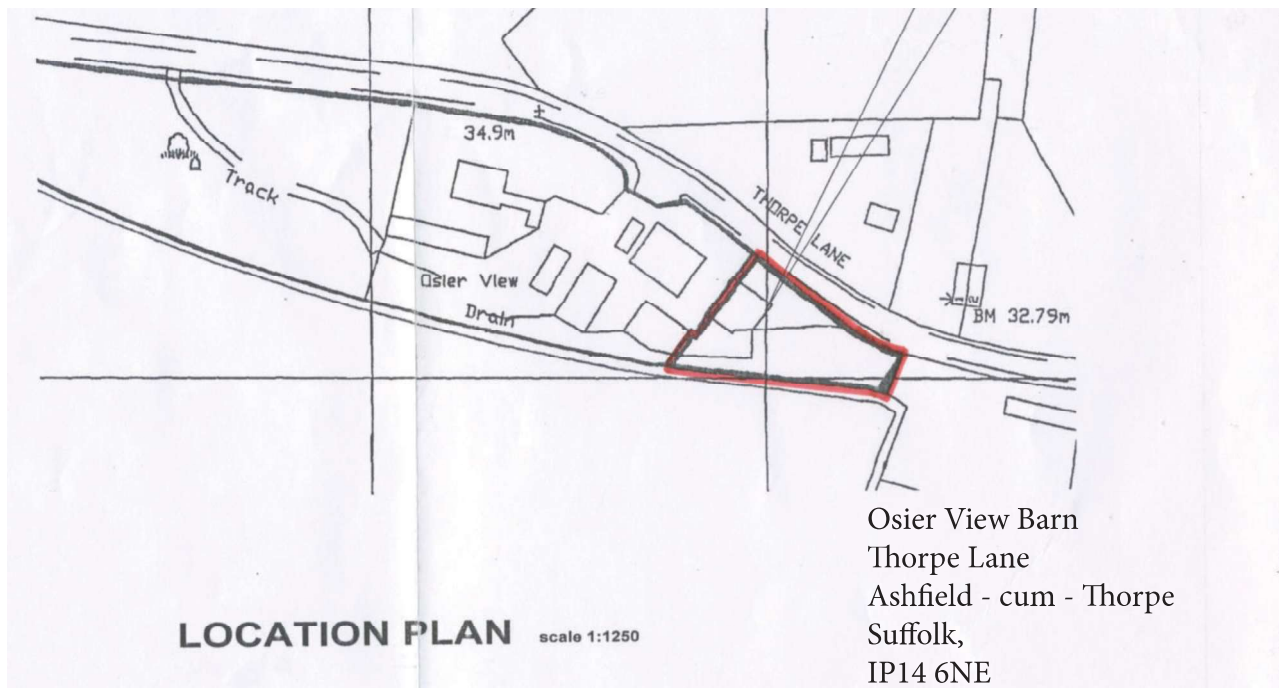 34.9m
Track
THORPE LANE
Osier View
Drain
BM 32.79m
Osier View Barn
Thorpe Lane
Ashfield - cum - Thorpe
Suffolk,
IP14 6NE
LOCATION PLAN scale 1:1250